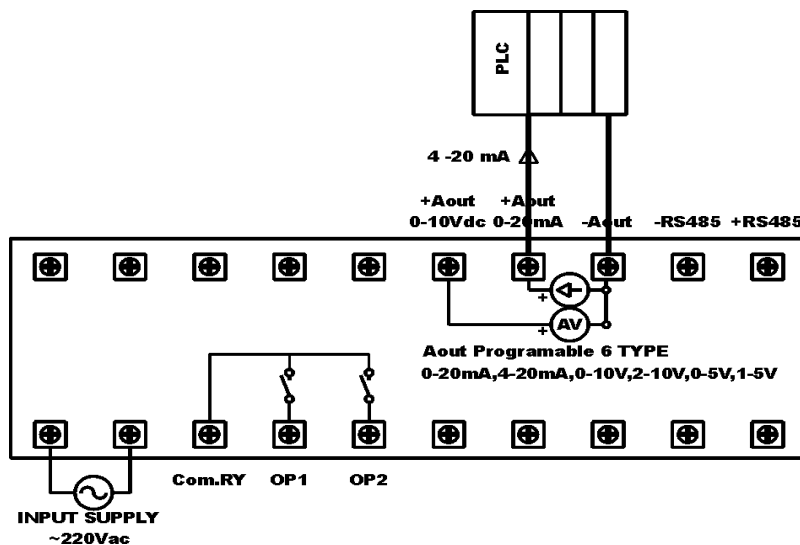 PLC
4 -20 mA
+Aout +Aout
0-10Vdc 0-20mA -Aout -RS485 +RS485
+
+ AV
Aout Programable 6 TYPE
0-20mA,4-20mA,0-10V,2-10V,0-5V,1-5V
Com.RY OP1 OP2
INPUT SUPPLY
~220Vac